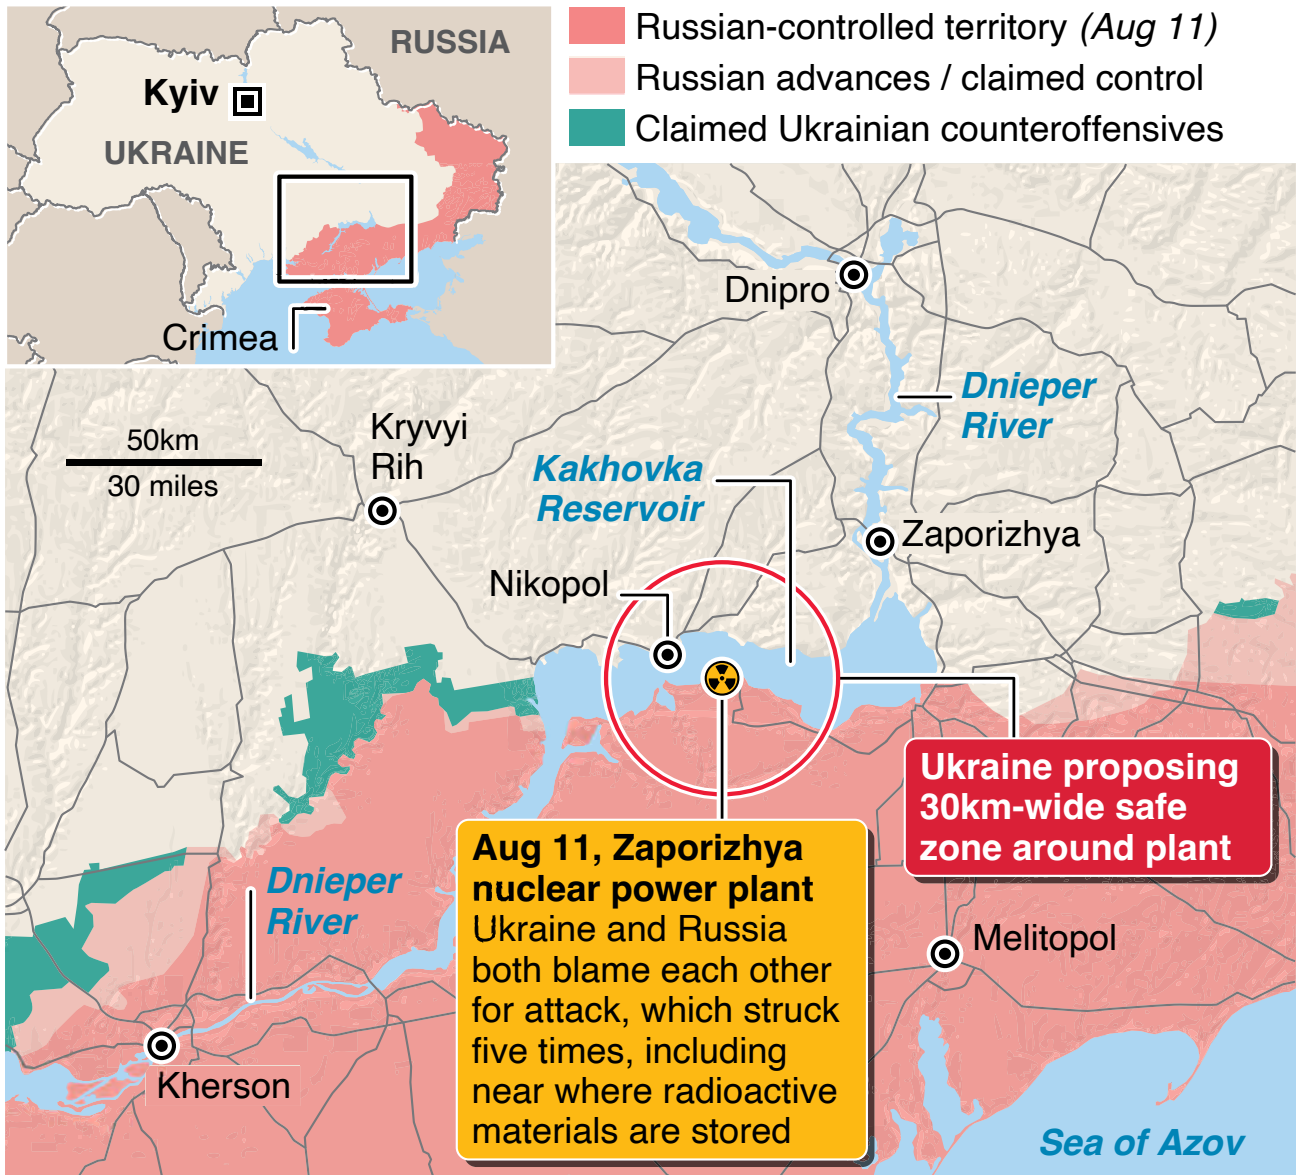 RUSSIA
Kyiv
UKRAINE
Crimea
Russian-controlled territory (Aug 11)
Russian advances / claimed control
Claimed Ukrainian counteroffensives
Dnipro
Dnieper
River
50km
30 miles
Kryvyi
Rih
Kakhovka
Reservoir
Zaporizhya
Nikopol
Ukraine proposing
30km-wide safe
zone around plant
Aug 11, Zaporizhya
nuclear power plant
Ukraine and Russia
both blame each other
for attack, which struck
five times, including
near where radioactive
materials are stored
Dnieper
River
Melitopol
Kherson
Sea of Azov